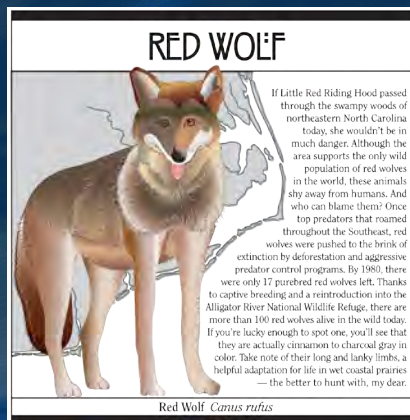 RED WOLF
If Little Red Riding Hood passed
through the swampy woods of
northeastern North Carolina
today, she wouldn't be in
much danger. Although the
area supports the only wild
population of red wolves
in the world, these animals
shy away from humans. And
who can blame them? Once
top predators that roamed
throughout the Southeast, red
wolves were pushed to the brink of
extinction by deforestation and aggressive
predator control programs. By 1980, there
were only 17 purebred red wolves left. Thanks
to captive breeding and a reintroduction into the
Alligator River National Wildlife Refuge, there are
more than 100 red wolves alive in the wild today.
If you're lucky enough to spot one, you'll see that
they are actually cinnamon to charcoal gray in
color. Take note of their long and lanky limbs, a
helpful adaptation for life in wet coastal prairies
— the better to hunt with, my dear.
Red Wolf Canus rufus